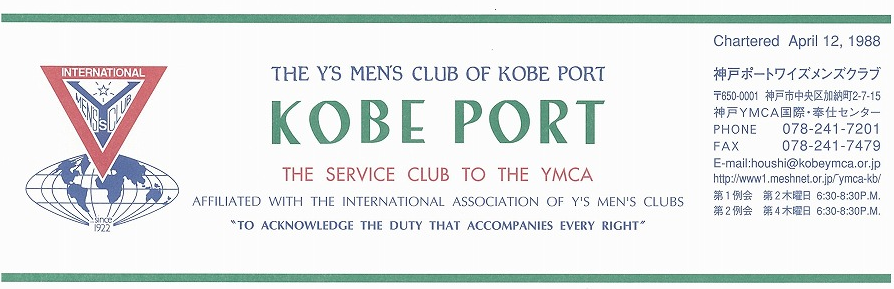 INTERNATIONAL
Y
MEN'S CLUB
since
1922
THE Y'S MEN'S CLUB OF KOBE PORT
KOBE PORT
THE SERVICE CLUB TO THE YMCA
AFFILIATED WITH THE INTERNATIONAL ASSOCIATION OF Y'S MEN'S CLUBS
"TO ACKNOWLEDGE THE DUTY THAT ACCOMPANIES EVERY RIGHT"
Chartered April 12, 1988
神戸ポートワイズメンズクラブ
〒650-0001 神戸市中央区加納町2-7-15
神戸YMCA国際・奉仕センター
PHONE 078-241-7201
FAX 078-241-7479
E-mail:houshi@kobeymca.or.jp
http://www1.meshnet.or.jp/~ymca-kb/
第1例会 第2木曜日 6:30-8:30P.M.
第2例会 第4木曜日 6:30-8:30P.M.